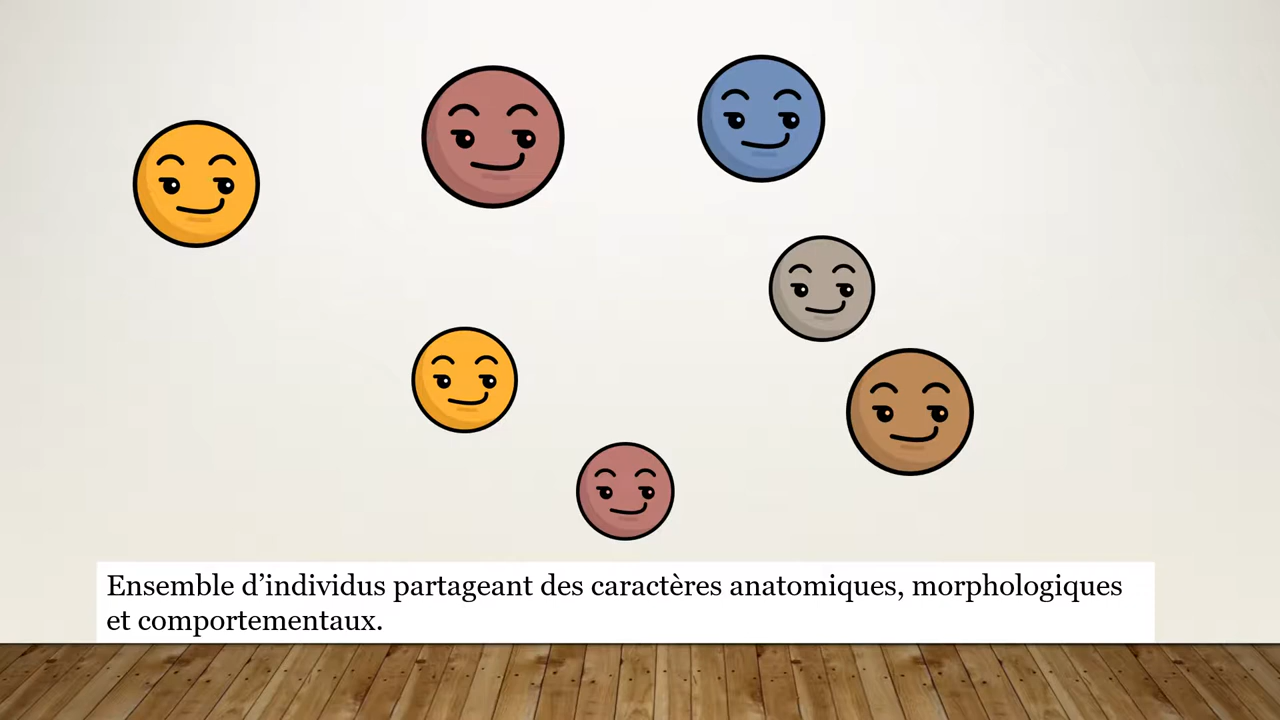 Ensemble d’individus partageant des caractères anatomiques, morphologiques
et comportementaux.